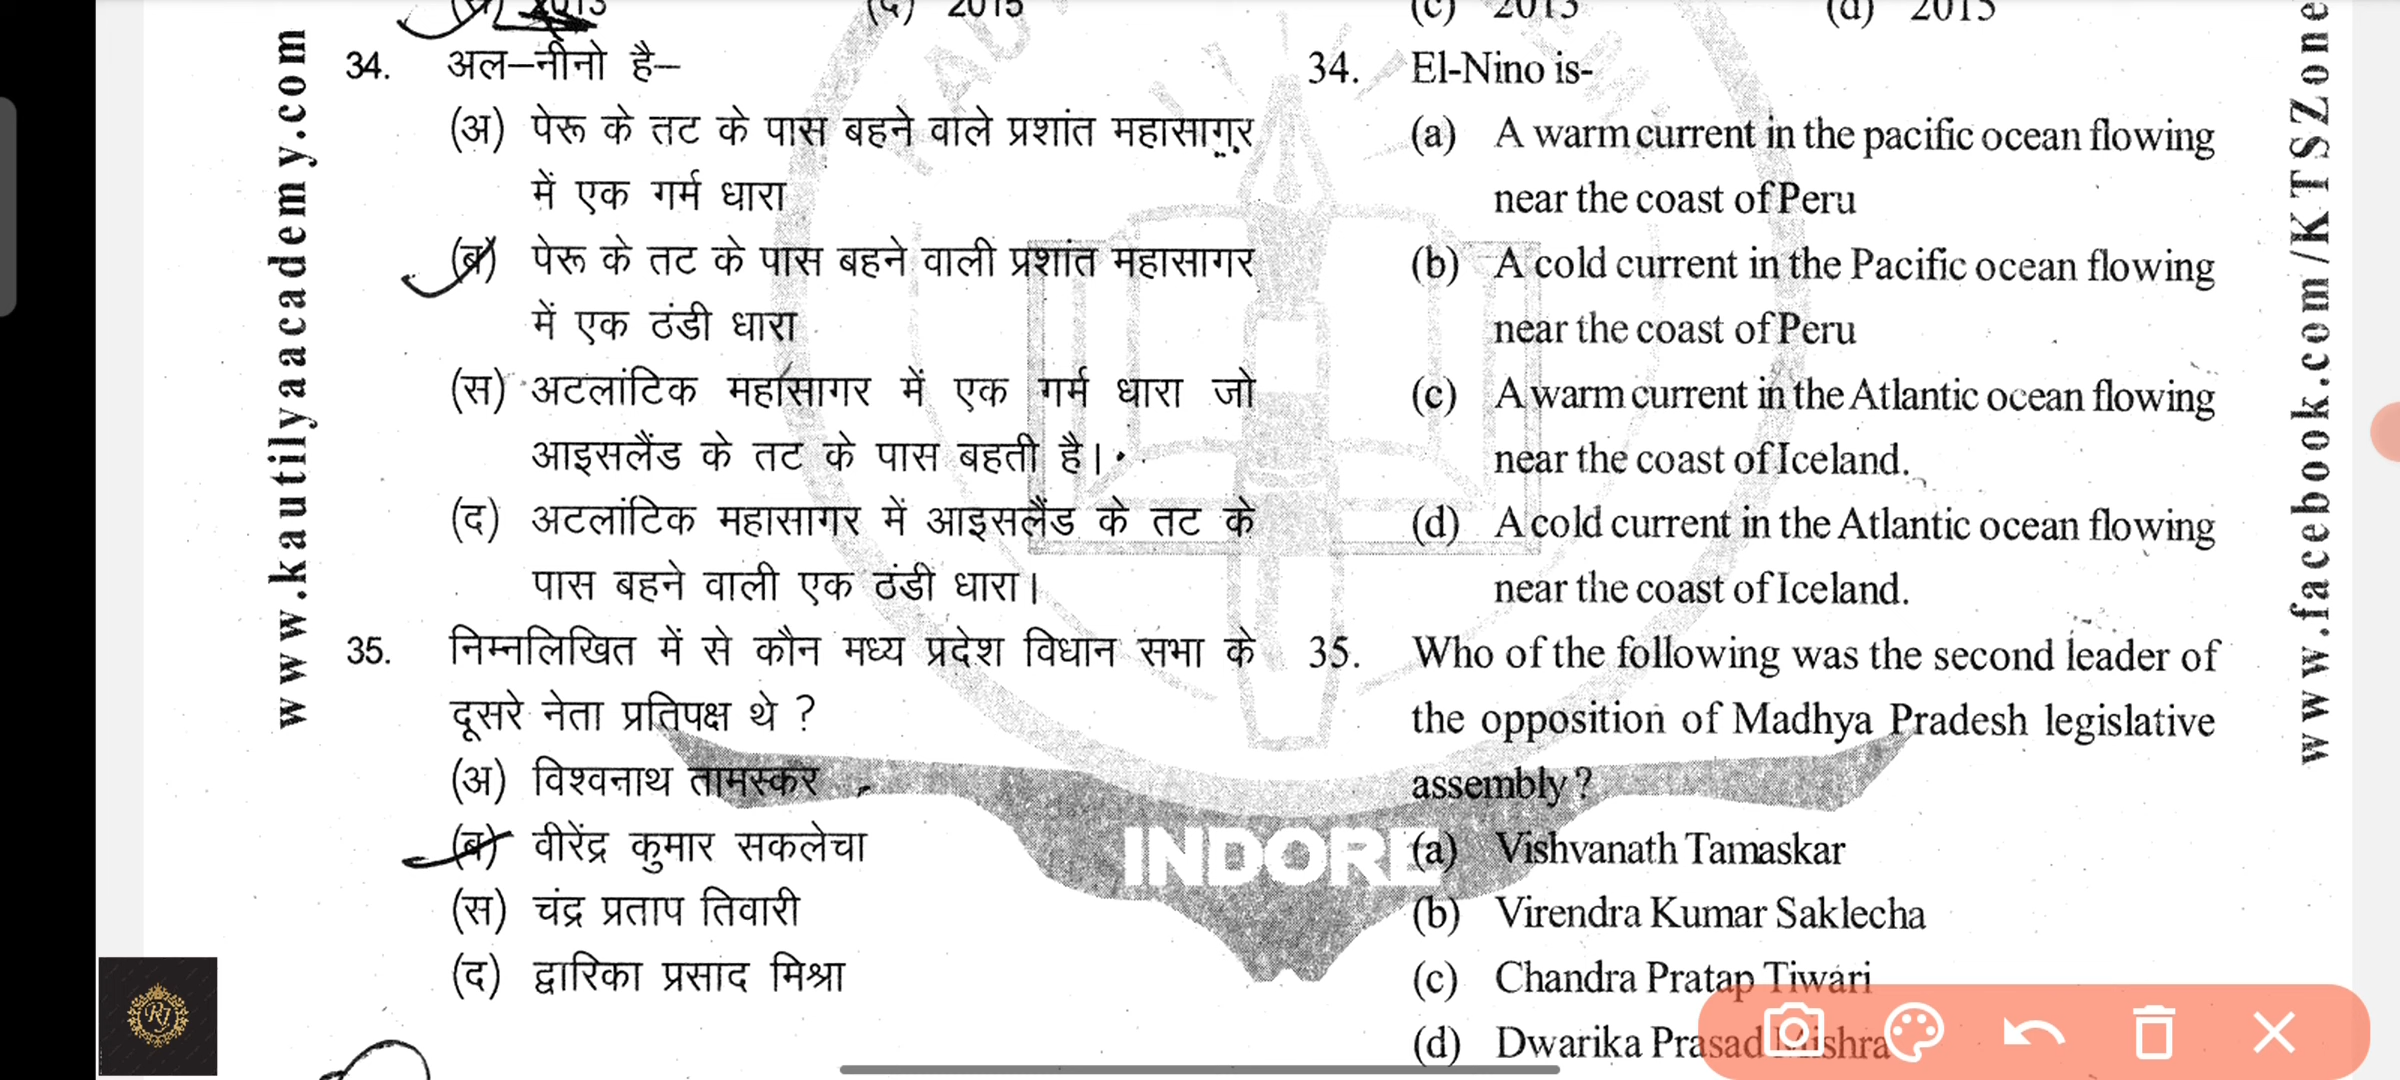 2013
(द) 2015
34. अल–नीनो है–
(अ) पेरू के तट के पास बहने वाले प्रशांत महासागर
में एक गर्म धारा
(ब) पेरू के तट के पास बहने वाली प्रशांत महासागर
में एक ठंडी धारा
(स) अटलांटिक महासागर में एक गर्म धारा जो
आइसलैंड के तट के पास बहती है।
(द) अटलांटिक महासागर में आइसलैंड के तट के
पास बहने वाली एक ठंडी धारा।
35. निम्नलिखित में से कौन मध्य प्रदेश विधान सभा के
दूसरे नेता प्रतिपक्ष थे ?
(अ) विश्वनाथ तामस्कर
(ब) वीरेंद्र कुमार सकलेचा
(स) चंद्र प्रताप तिवारी
(द) द्वारिका प्रसाद मिश्रा
(c) 2013 (d) 2015
34. El-Nino is-
(a) A warm current in the pacific ocean flowing
near the coast of Peru
(b) A cold current in the Pacific ocean flowing
near the coast of Peru
(c) A warm current in the Atlantic ocean flowing
near the coast of Iceland.
(d) A cold current in the Atlantic ocean flowing
near the coast of Iceland.
35. Who of the following was the second leader of
the opposition of Madhya Pradesh legislative
assembly ?
(a) Vishvanath Tamaskar
(b) Virendra Kumar Saklecha
(c) Chandra Pratap Tiwari
(d) Dwarika Prasad Mishra
www.kautilyaacademy.com
www.facebook.com/KTSZone
INDORE
RJ